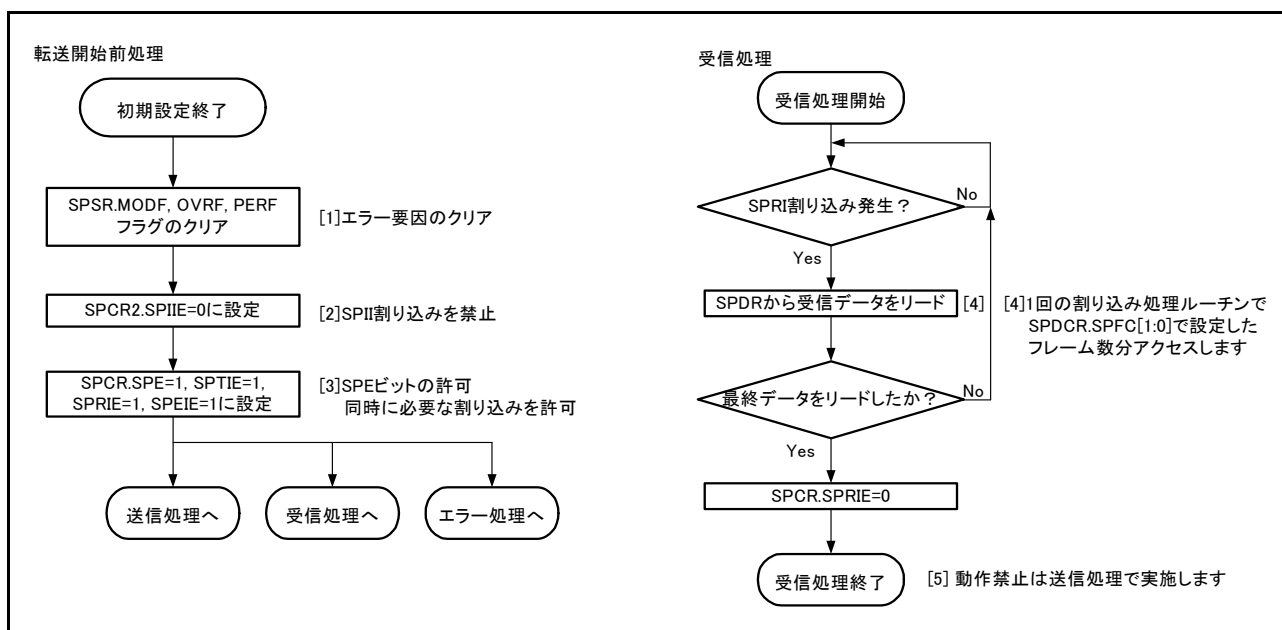 転送開始前処理
初期設定終了
SPSR.MODF, OVRF, PERF
フラグのクリア
[1]エラー要因のクリア
SPCR2.SPIIE=0に設定
[2]SPII割り込みを禁止
SPCR.SPE=1, SPTIE=1,
SPRIE=1, SPEIE=1に設定
[3]SPEビットの許可
同時に必要な割り込みを許可
送信処理へ
受信処理へ
エラー処理へ
受信処理
受信処理開始
SPRI割り込み発生？
No
Yes
SPDRから受信データをリード
[4]
[4]1回の割り込み処理ルーチンで
SPDCR.SPFC[1:0]で設定した
フレーム数分アクセスします
最終データをリードしたか？
No
Yes
SPCR.SPRIE=0
受信処理終了
[5] 動作禁止は送信処理で実施します